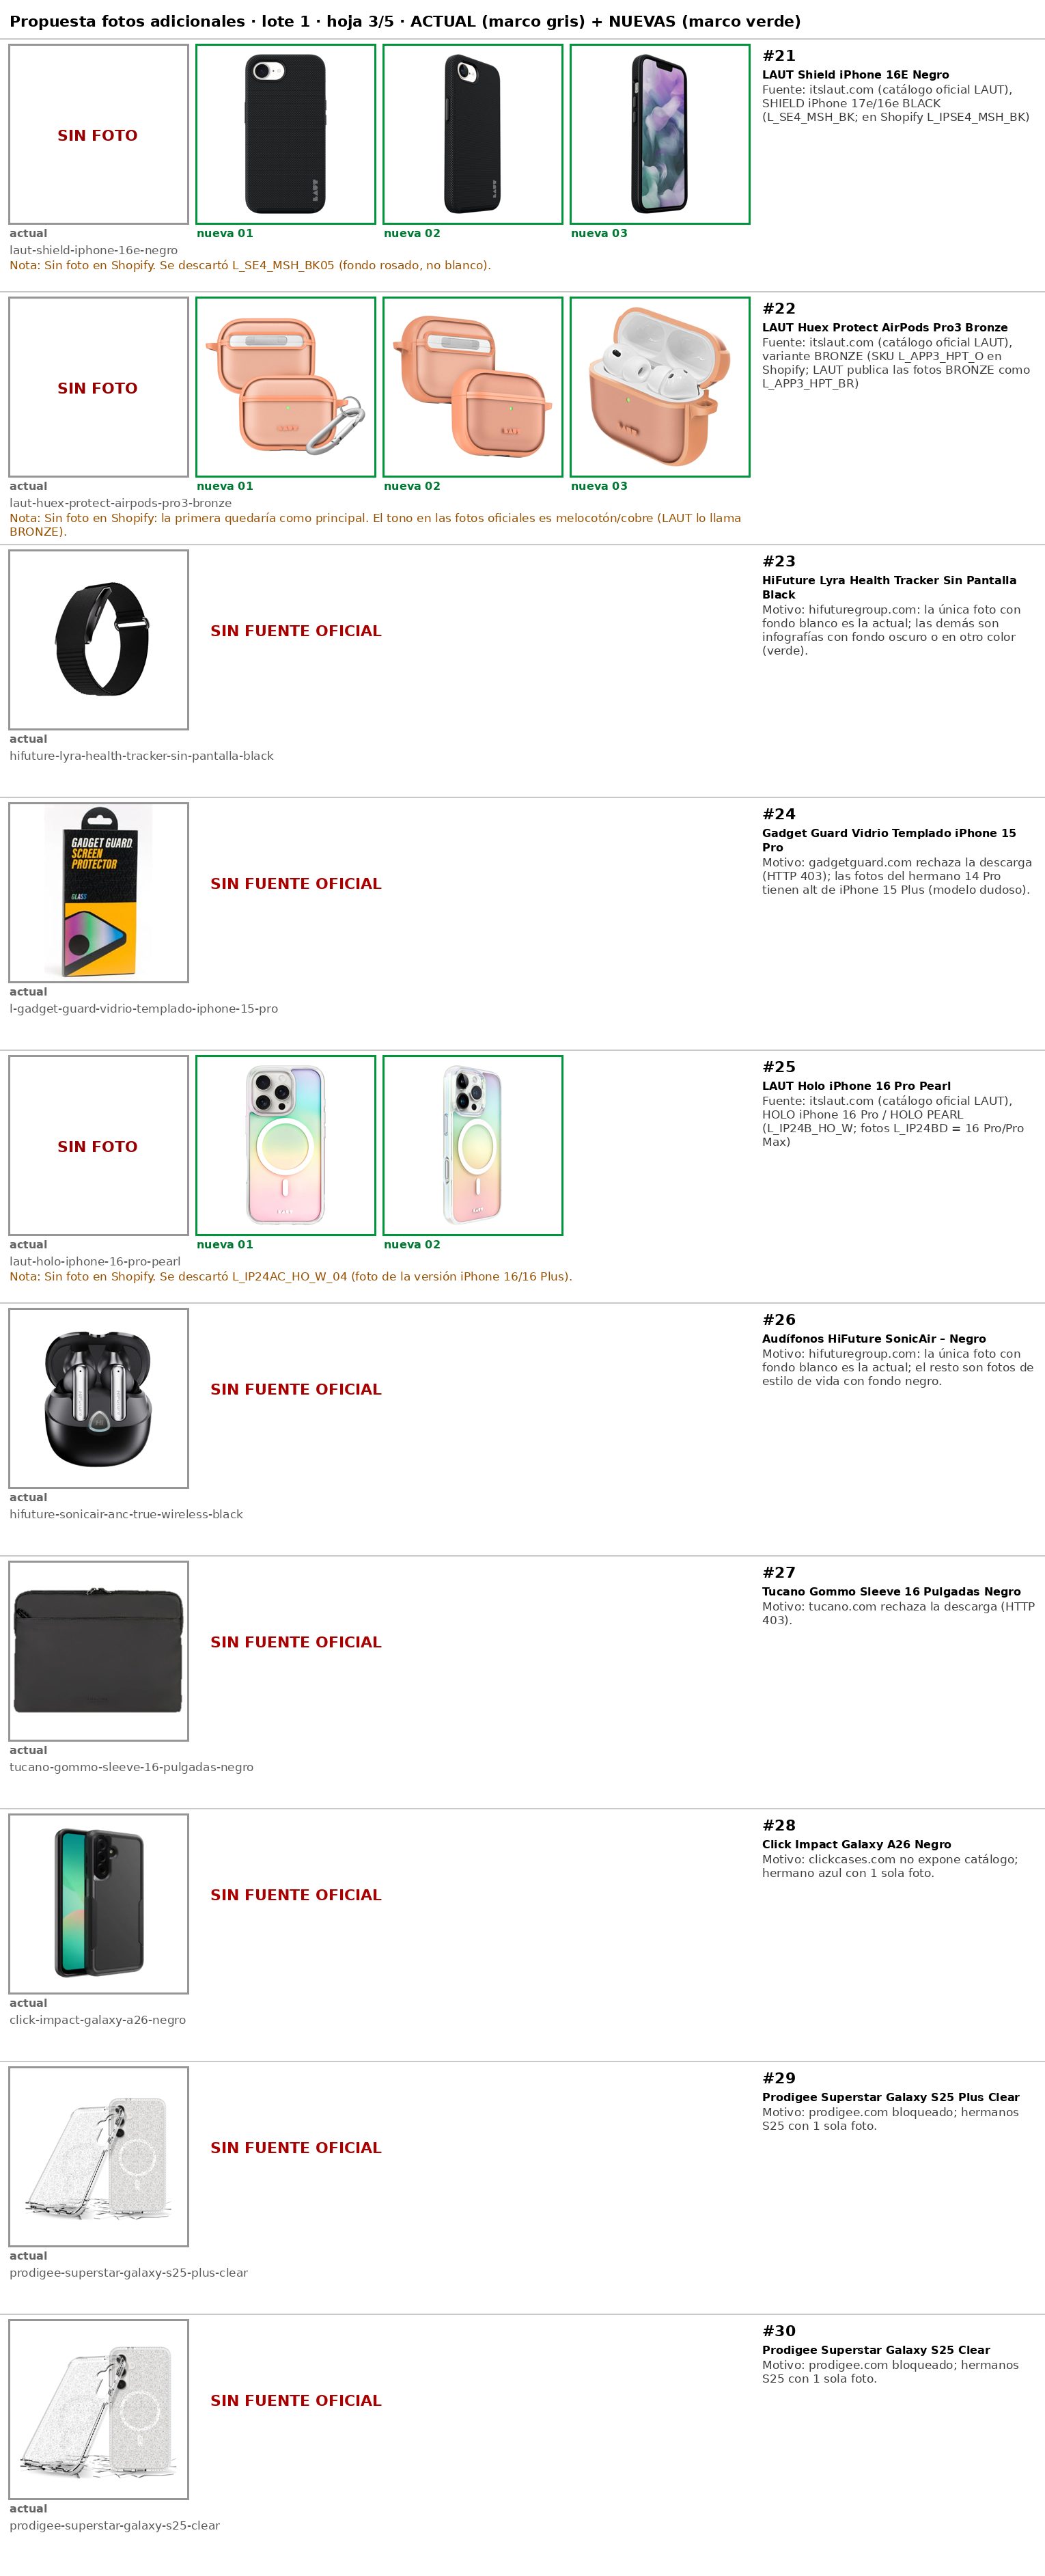 Propuesta fotos adicionales · lote 1 · hoja 3/5 · ACTUAL (marco gris) + NUEVAS (marco verde)
SIN FOTO
LAUT
LAUT
actual
nueva 01
nueva 02
nueva 03
laut-shield-iphone-16e-negro
Nota: Sin foto en Shopify. Se descartó L_SE4_MSH_BK05 (fondo rosado, no blanco).
#21
LAUT Shield iPhone 16E Negro
Fuente: itslaut.com (catálogo oficial LAUT),
SHIELD iPhone 17e/16e BLACK
(L_SE4_MSH_BK; en Shopify L_IPSE4_MSH_BK)
SIN FOTO
LAUT
LAUT
LAUT
actual
nueva 01
nueva 02
nueva 03
laut-huex-protect-airpods-pro3-bronze
Nota: Sin foto en Shopify: la primera quedaría como principal. El tono en las fotos oficiales es melocotón/cobre (LAUT lo llama
BRONZE).
#22
LAUT Huex Protect AirPods Pro3 Bronze
Fuente: itslaut.com (catálogo oficial LAUT),
variante BRONZE (SKU L_APP3_HPT_O en
Shopify; LAUT publica las fotos BRONZE como
L_APP3_HPT_BR)
actual
hifuture-lyra-health-tracker-sin-pantalla-black
SIN FUENTE OFICIAL
#23
HiFuture Lyra Health Tracker Sin Pantalla
Black
Motivo: hifuturegroup.com: la única foto con
fondo blanco es la actual; las demás son
infografías con fondo oscuro o en otro color
(verde).
GADGET GUARD
SCREEN
PROTECTOR
GLASS
actual
l-gadget-guard-vidrio-templado-iphone-15-pro
SIN FUENTE OFICIAL
#24
Gadget Guard Vidrio Templado iPhone 15
Pro
Motivo: gadgetguard.com rechaza la descarga
(HTTP 403); las fotos del hermano 14 Pro
tienen alt de iPhone 15 Plus (modelo dudoso).
SIN FOTO
LAUT
LAUT
actual
nueva 01
nueva 02
laut-holo-iphone-16-pro-pearl
Nota: Sin foto en Shopify. Se descartó L_IP24AC_HO_W_04 (foto de la versión iPhone 16/16 Plus).
#25
LAUT Holo iPhone 16 Pro Pearl
Fuente: itslaut.com (catálogo oficial LAUT),
HOLO iPhone 16 Pro / HOLO PEARL
(L_IP24B_HO_W; fotos L_IP24BD = 16 Pro/Pro
Max)
actual
hifuture-sonicair-anc-true-wireless-black
SIN FUENTE OFICIAL
#26
Audífonos HiFuture SonicAir – Negro
Motivo: hifuturegroup.com: la única foto con
fondo blanco es la actual; el resto son fotos de
estilo de vida con fondo negro.
actual
tucano-gommo-sleeve-16-pulgadas-negro
SIN FUENTE OFICIAL
#27
Tucano Gommo Sleeve 16 Pulgadas Negro
Motivo: tucano.com rechaza la descarga (HTTP
403).
actual
click-impact-galaxy-a26-negro
SIN FUENTE OFICIAL
#28
Click Impact Galaxy A26 Negro
Motivo: clickcases.com no expone catálogo;
hermano azul con 1 sola foto.
actual
prodigee-superstar-galaxy-s25-plus-clear
SIN FUENTE OFICIAL
#29
Prodigee Superstar Galaxy S25 Plus Clear
Motivo: prodigee.com bloqueado; hermanos
S25 con 1 sola foto.
actual
prodigee-superstar-galaxy-s25-clear
SIN FUENTE OFICIAL
#30
Prodigee Superstar Galaxy S25 Clear
Motivo: prodigee.com bloqueado; hermanos
S25 con 1 sola foto.